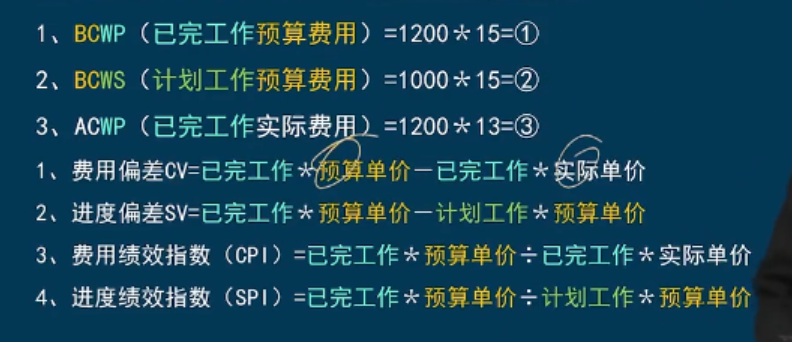 1、BCWP（已完工作预算费用）=1200＊15=①
2、BCWS（计划工作预算费用）=1000＊15=②
3、ACWP（已完工作实际费用）=1200＊13=③
1、费用偏差CV=已完工作＊预算单价－已完工作＊实际单价
2、进度偏差SV=已完工作＊预算单价－计划工作＊预算单价
3、费用绩效指数（CPI）=已完工作＊预算单价÷已完工作＊实际单价
4、进度绩效指数（SPI）=已完工作＊预算单价÷计划工作＊预算单价